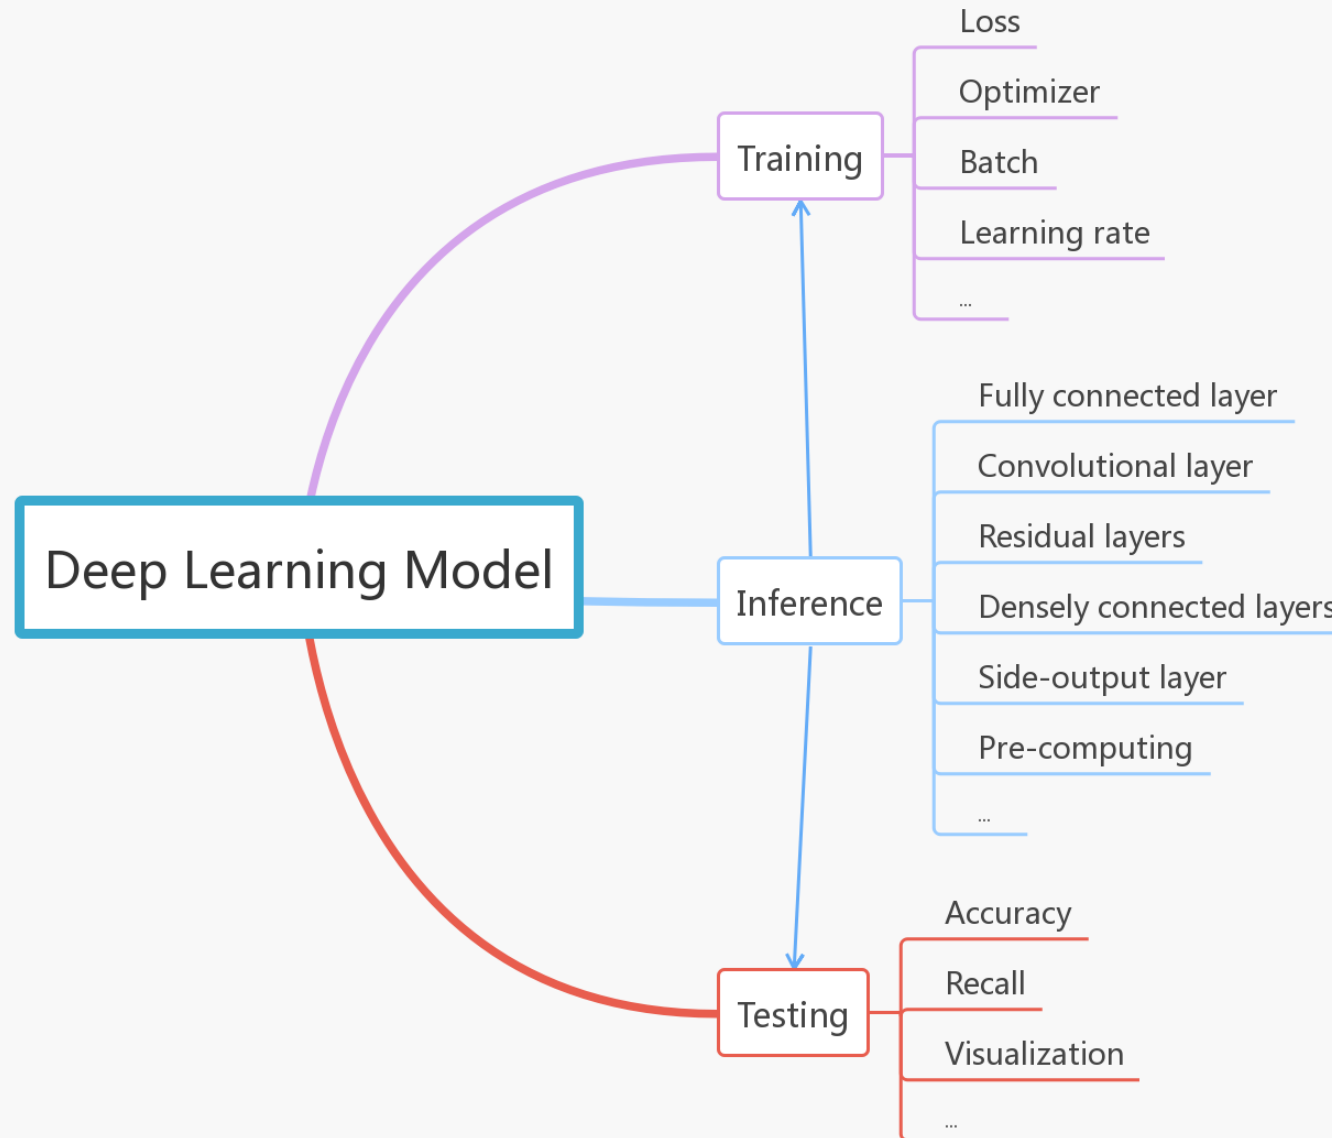 Deep Learning Model
Training
Loss
Optimizer
Batch
Learning rate
...
Inference
Fully connected layer
Convolutional layer
Residual layers
Densely connected layers
Side-output layer
Pre-computing
...
Testing
Accuracy
Recall
Visualization
...